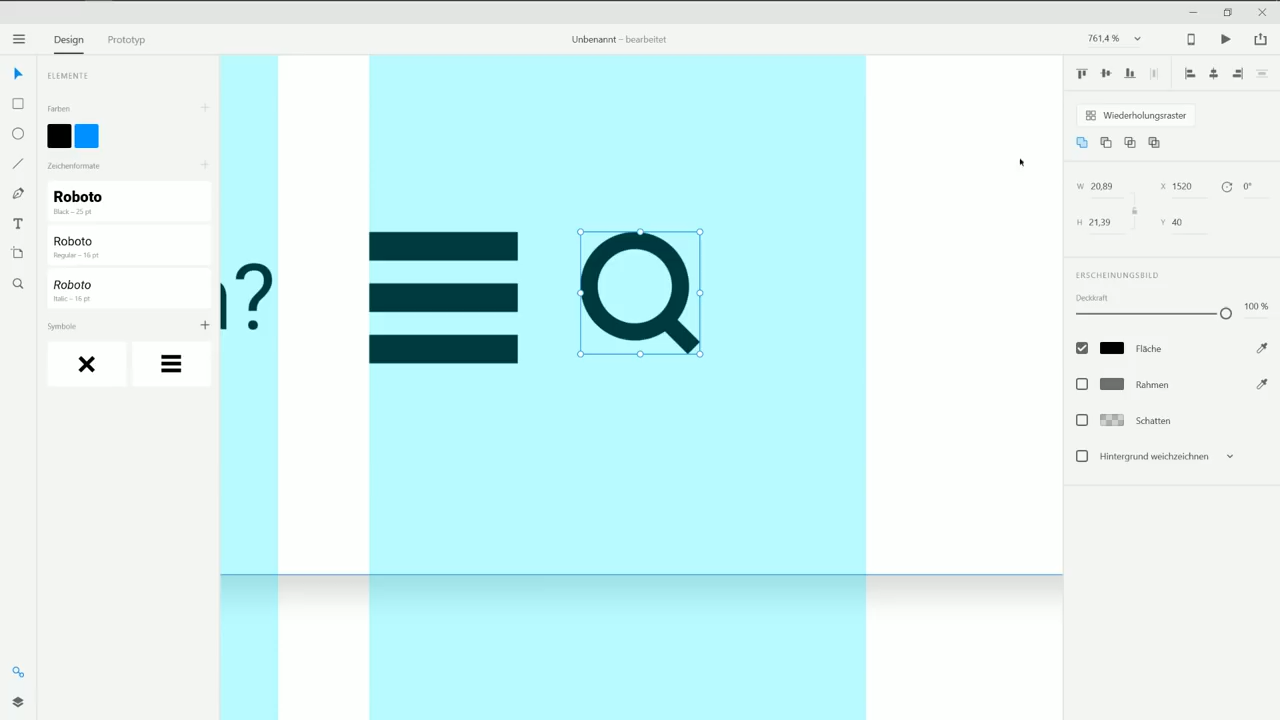 Design
Prototyp
Unbenannt – bearbeitet
761,4 %
ELEMENTE
Farben
Zeichenformate
Roboto
Black – 25 pt
Roboto
Regular – 16 pt
Roboto
Italic – 16 pt
Symbole
?
Wiederholungsraster
W 20,89 X 1520 0°
H 21,39 Y 40
ERSCHEINUNGSBILD
Deckkraft
100 %
Fläche
Rahmen
Schatten
Hintergrund weichzeichnen